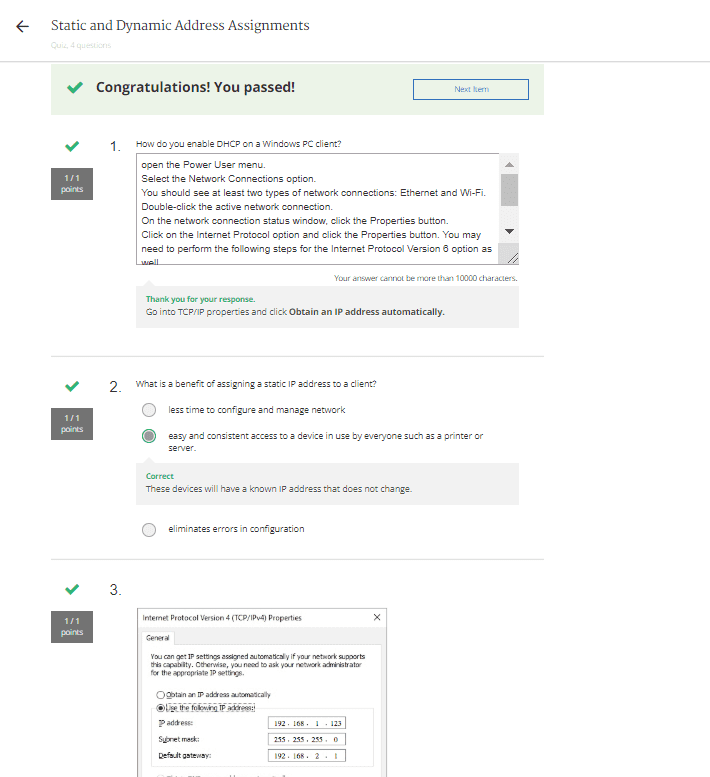 Static and Dynamic Address Assignments
Quiz, 4 questions
Congratulations! You passed!
Next Item
1.
How do you enable DHCP on a Windows PC client?
1 / 1
points
open the Power User menu.
Select the Network Connections option.
You should see at least two types of network connections: Ethernet and Wi-Fi.
Double-click the active network connection.
On the network connection status window, click the Properties button.
Click on the Internet Protocol option and click the Properties button. You may
need to perform the following steps for the Internet Protocol Version 6 option as
well
Your answer cannot be more than 10000 characters.
Thank you for your response.
Go into TCP/IP properties and click Obtain an IP address automatically.
2.
What is a benefit of assigning a static IP address to a client?
1 / 1
points
less time to configure and manage network
easy and consistent access to a device in use by everyone such as a printer or
server.
Correct
These devices will have a known IP address that does not change.
eliminates errors in configuration
3.
1 / 1
points
Internet Protocol Version 4 (TCP/IPv4) Properties
General
You can get IP settings assigned automatically if your network supports
this capability. Otherwise, you need to ask your network administrator
for the appropriate IP settings.
Obtain an IP address automatically
Use the following IP address:
IP address:
192 . 168 . 1 . 123
Subnet mask:
255 . 255 . 255 . 0
Default gateway:
192 . 168 . 2 . 1